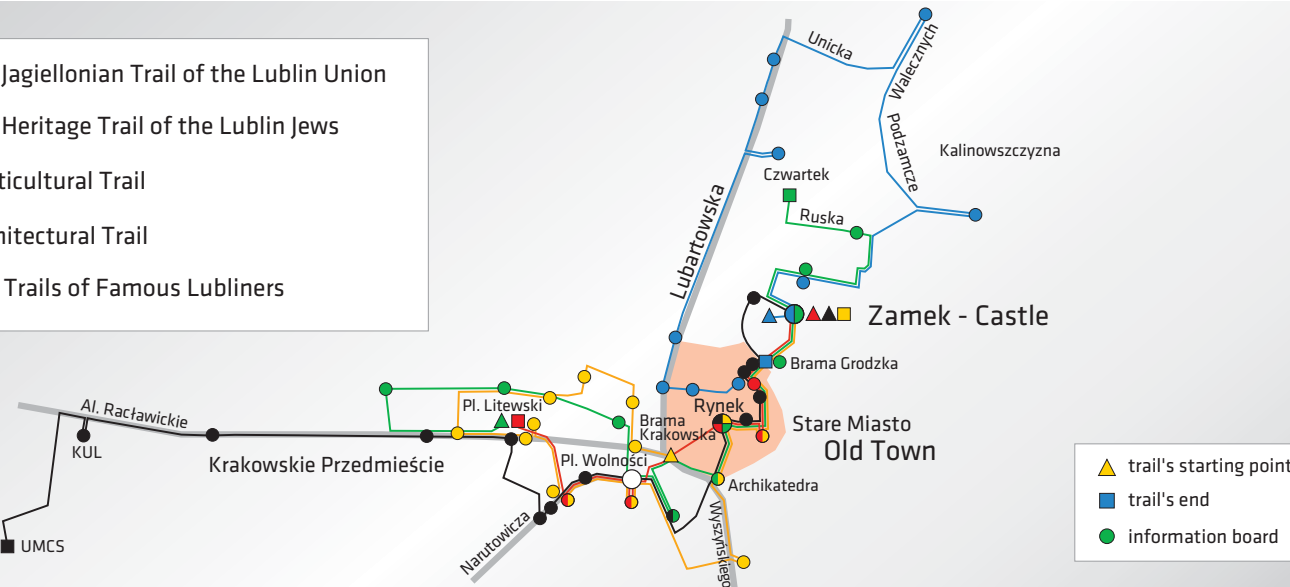 Jagiellonian Trail of the Lublin Union
Heritage Trail of the Lublin Jews
ticultural Trail
hitectural Trail
Trails of Famous Lubliners
Unicka
Walecznych
Podzamcze
Kalinowszczyzna
Czwartek
Ruska
Lubartowska
Zamek - Castle
Brama Grodzka
Rynek
Stare Miasto
Old Town
Brama
Krakowska
Pl. Litewski
Al. Racławickie
KUL
Krakowskie Przedmieście
Pl. Wolności
Archikatedra
Wyszyńskiego
Narutowicza
UMCS
trail's starting point
trail's end
information board